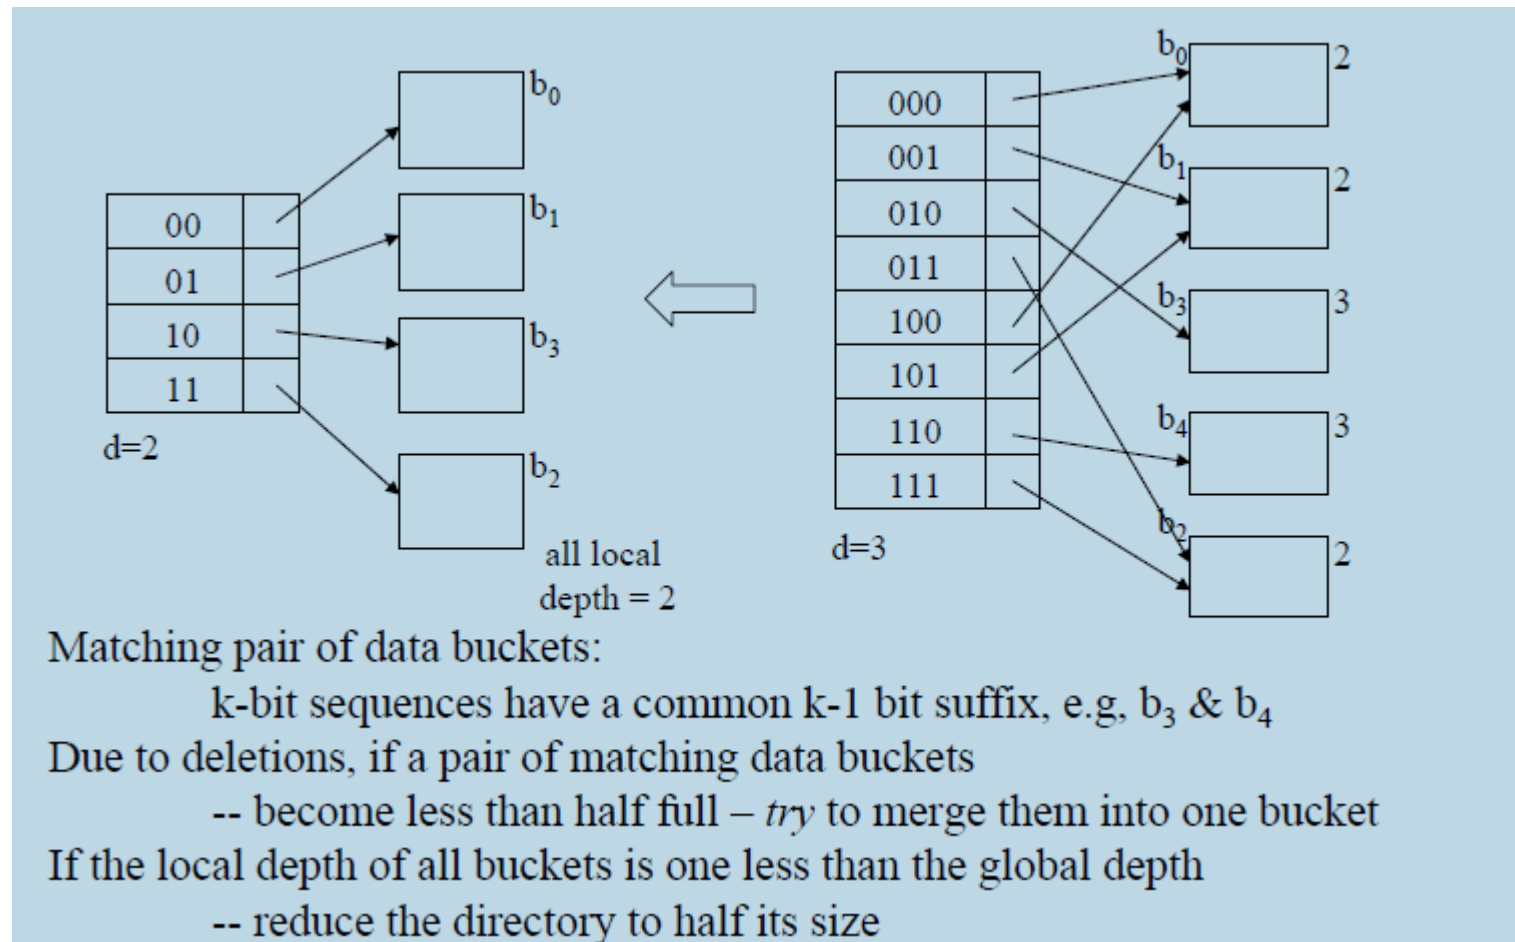 b₀
00
01
10
11
d=2
b₁
b₃
b₂
all local
depth = 2
000
001
010
011
100
101
110
111
d=3
b₀ 2
b₁ 2
b₃ 3
b₄ 3
b₂ 2
Matching pair of data buckets:
k-bit sequences have a common k-1 bit suffix, e.g, b₃ & b₄
Due to deletions, if a pair of matching data buckets
-- become less than half full – try to merge them into one bucket
If the local depth of all buckets is one less than the global depth
-- reduce the directory to half its size